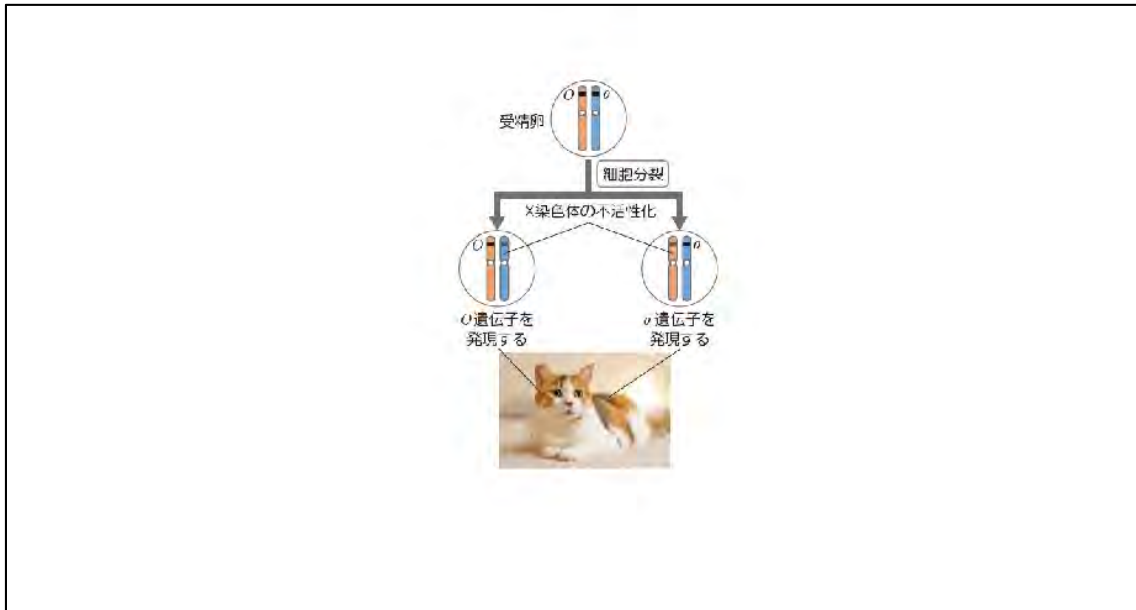 O
o
受精卵
細胞分裂
X染色体の不活性化
O
o
O遺伝子を
発現する
o遺伝子を
発現する